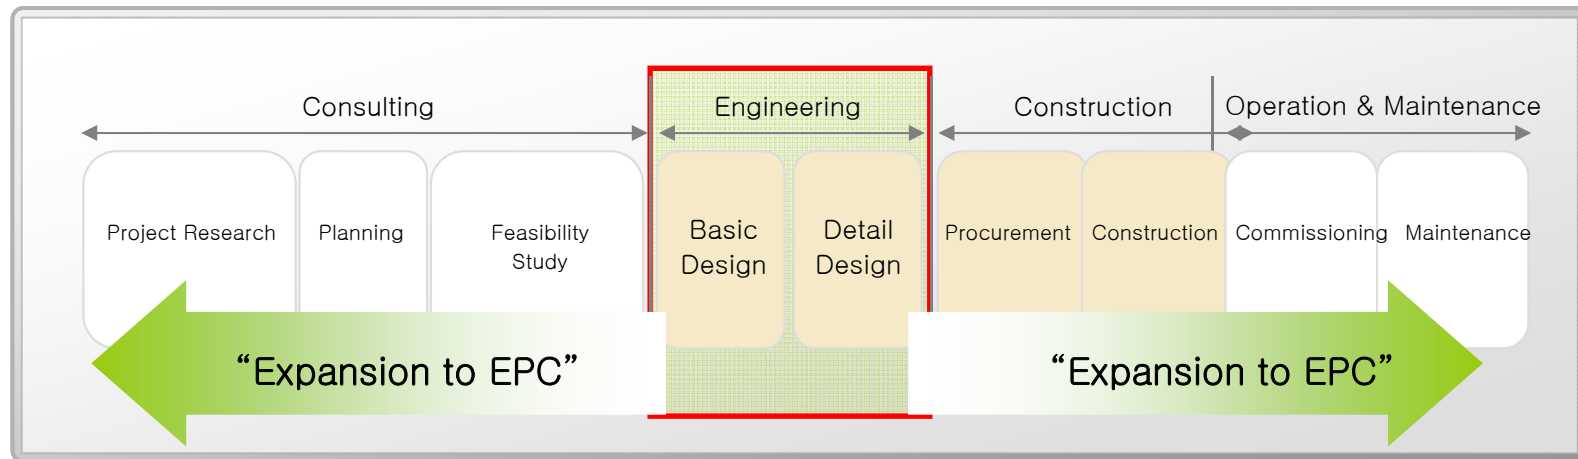 Consulting
Engineering
Construction
Operation & Maintenance
Project Research
Planning
Feasibility
Study
Basic
Design
Detail
Design
Procurement
Construction
Commissioning
Maintenance
“Expansion to EPC”
“Expansion to EPC”